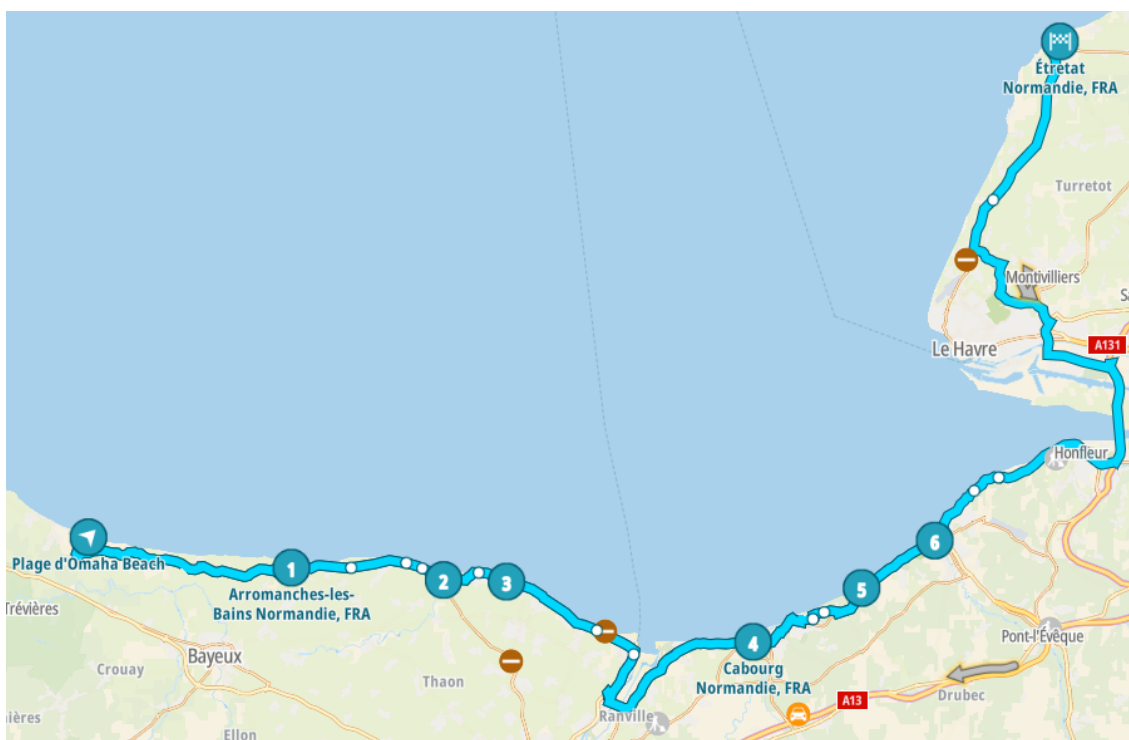 Étretat
Normandie, FRA
Turretot
Montivilliers
Le Havre
A131
Honfleur
Plage d'Omaha Beach
1
2
3
4
5
6
Arromanches-les-
Bains Normandie, FRA
Trévières
Bayeux
Crouay
Thaon
Ellon
Ranville
Cabourg
Normandie, FRA
Pont-l'Évêque
Drubec
A13